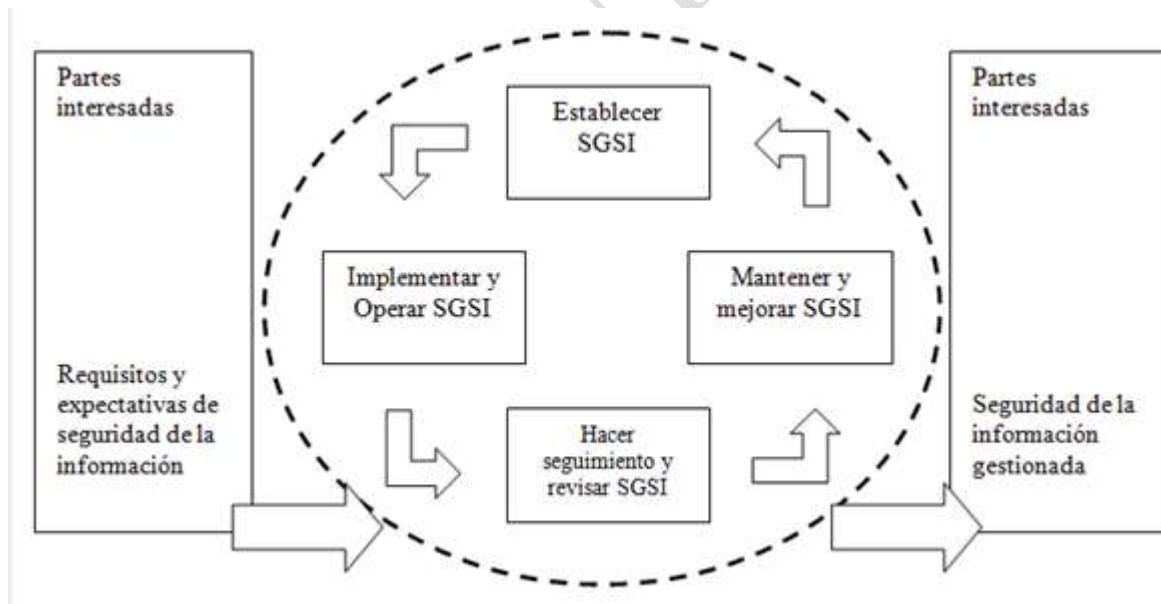 Partes
interesadas
Requisitos y
expectativas de
seguridad de la
información
Establecer
SGSI
Implementar y
Operar SGSI
Mantener y
mejorar SGSI
Hacer
seguimiento y
revisar SGSI
Partes
interesadas
Seguridad de la
información
gestionada